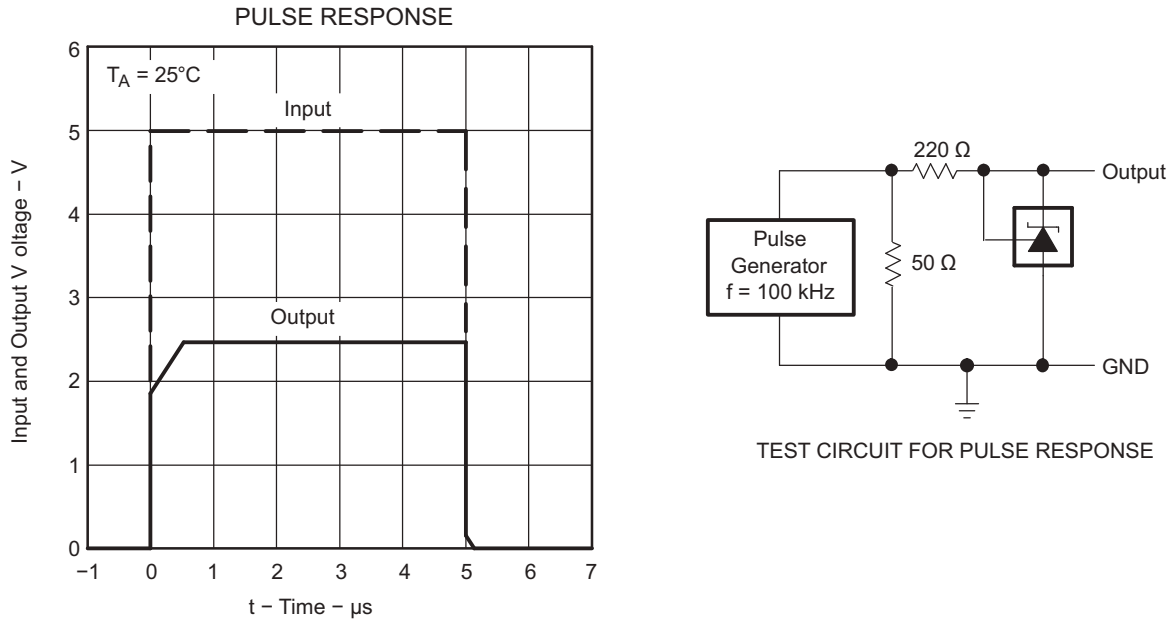 PULSE RESPONSE
6
5
4
3
2
1
0
Input and Output V oltage − V
T_A = 25°C
Input
Output
−1 0 1 2 3 4 5 6 7
t − Time − μs
220 Ω
Output
Pulse
Generator
f = 100 kHz
50 Ω
GND
TEST CIRCUIT FOR PULSE RESPONSE